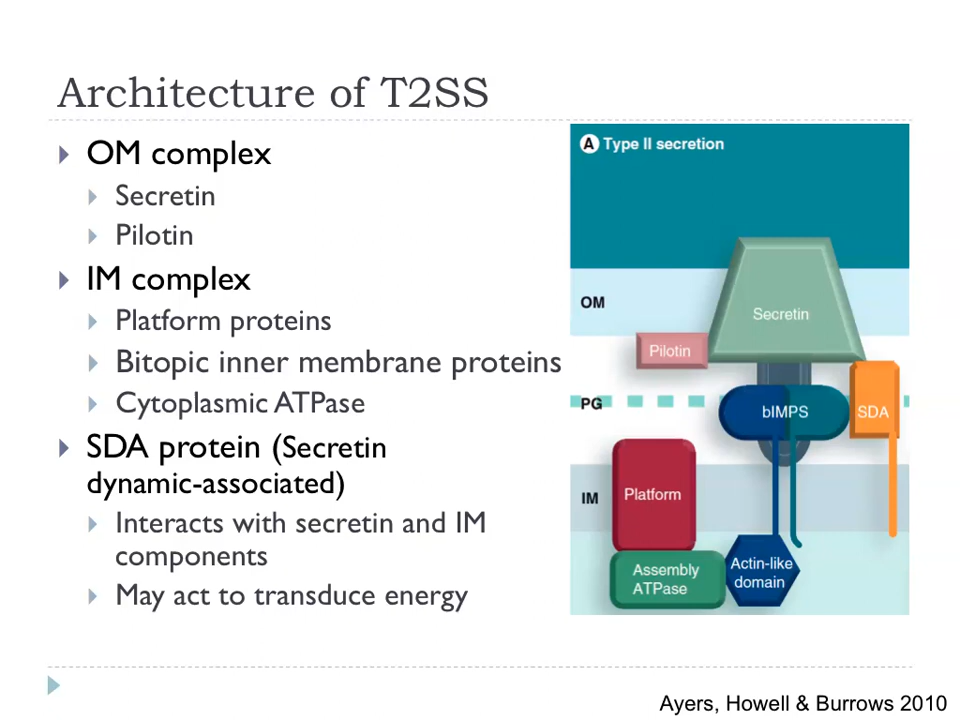 Architecture of T2SS
OM complex
Secretin
Pilotin
IM complex
Platform proteins
Bitopic inner membrane proteins
Cytoplasmic ATPase
SDA protein (Secretin
dynamic-associated)
Interacts with secretin and IM
components
May act to transduce energy
A Type II secretion
OM
Secretin
Pilotin
PG
bIMPS
SDA
IM
Platform
Assembly
ATPase
Actin-like
domain
Ayers, Howell & Burrows 2010